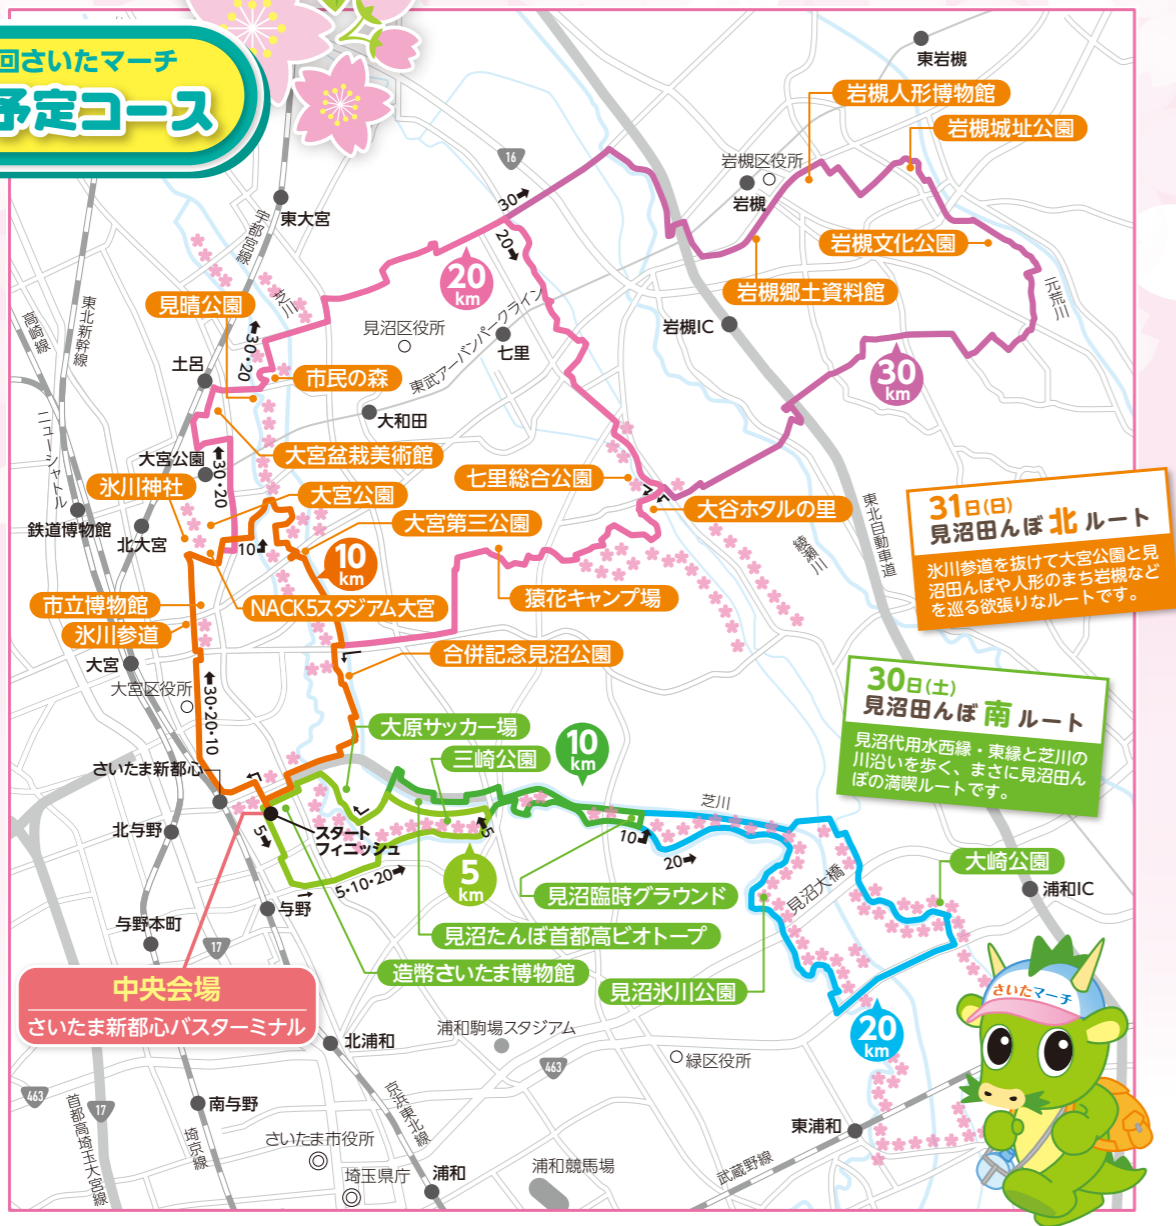 回さいたマーチ
予定コース
東岩槻
岩槻人形博物館
岩槻城址公園
16
岩槻区役所
岩槻
30➡
東大宮
宇都宮線
20➡
岩槻文化公園
20
km
岩槻郷土資料館
元荒川
見晴公園
芝川
東北新幹線
高崎線
⬅30・20
見沼区役所
東武アーバンパークライン
七里
岩槻IC
土呂
市民の森
30
km
大和田
ニューシャトル
大宮盆栽美術館
大宮公園
⬅30・20
七里総合公園
氷川神社
大宮公園
大谷ホタルの里
31日(日)
見沼田んぼ北ルート
氷川参道を抜けて大宮公園と見
沼田んぼや人形のまち岩槻など
を巡る欲張りなルートです。
鉄道博物館
北大宮
大宮第三公園
10
綾瀬川
東北自動車道
10
km
市立博物館
NACK5スタジアム大宮
猿花キャンプ場
氷川参道
合併記念見沼公園
大宮
大宮区役所
⬅30・20・10
30日(土)
見沼田んぼ南ルート
見沼代用水西縁・東縁と芝川の
川沿いを歩く、まさに見沼田ん
ぼの満喫ルートです。
大原サッカー場
三崎公園
10
km
さいたま新都心
芝川
北与野
5➡
スタート
フィニッシュ
5
10
20➡
5
km
5・10・20➡
大崎公園
見沼大橋
浦和IC
見沼臨時グラウンド
与野
与野本町
17
見沼たんぼ首都高ビオトープ
造幣さいたま博物館
見沼氷川公園
中央会場
さいたま新都心バスターミナル
さいたマーチ
北浦和
浦和駒場スタジアム
20
km
緑区役所
463
463
17
首都高埼玉大宮線
南与野
埼京線
京浜東北線
さいたま市役所
東浦和
埼玉県庁
浦和
浦和競馬場
武蔵野線